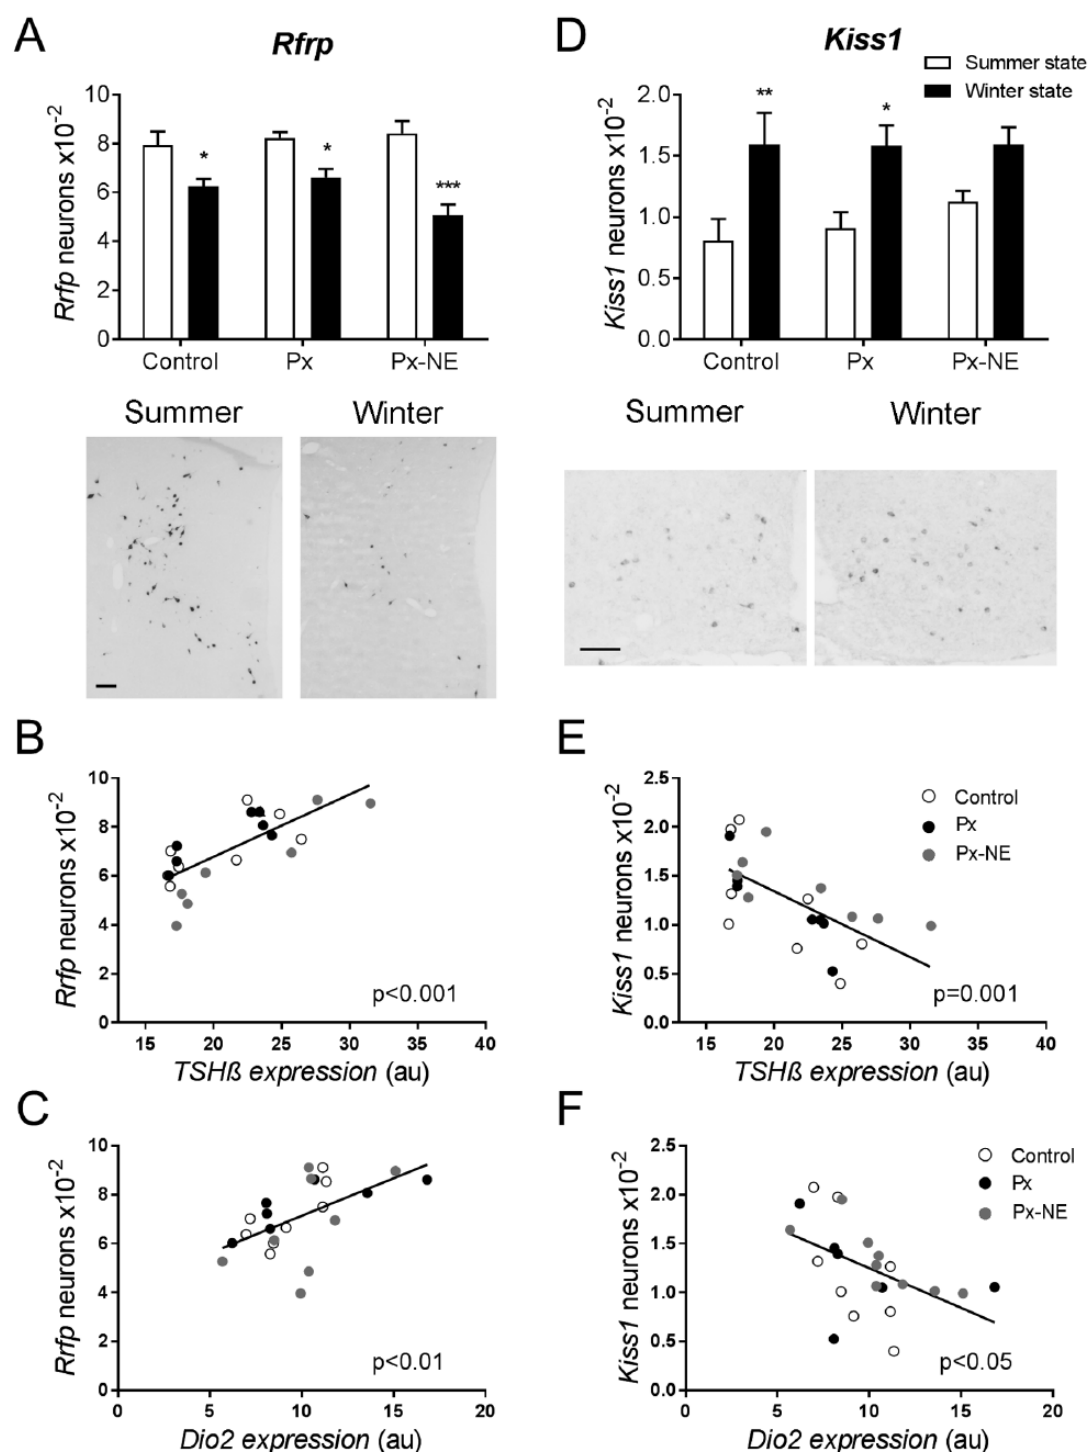 A
Rfrp
Rrfp neurons x10-2
10
8
6
4
2
0
*
*
***
Control
Px
Px-NE
Summer
Winter
D
Kiss1
Summer state
Winter state
Kiss1 neurons x10-2
2.0
1.5
1.0
0.5
0.0
**
*
Control
Px
Px-NE
Summer
Winter
B
Rrfp neurons x10-2
10
8
6
4
2
0
p<0.001
15 20 25 30 35 40
TSHß expression (au)
E
Kiss1 neurons x10-2
2.5
2.0
1.5
1.0
0.5
0.0
Control
Px
Px-NE
p=0.001
15 20 25 30 35 40
TSHß expression (au)
C
Rrfp neurons x10-2
10
8
6
4
2
0
p<0.01
0 5 10 15 20
Dio2 expression (au)
F
Kiss1 neurons x10-2
2.5
2.0
1.5
1.0
0.5
0.0
Control
Px
Px-NE
p<0.05
0 5 10 15 20
Dio2 expression (au)